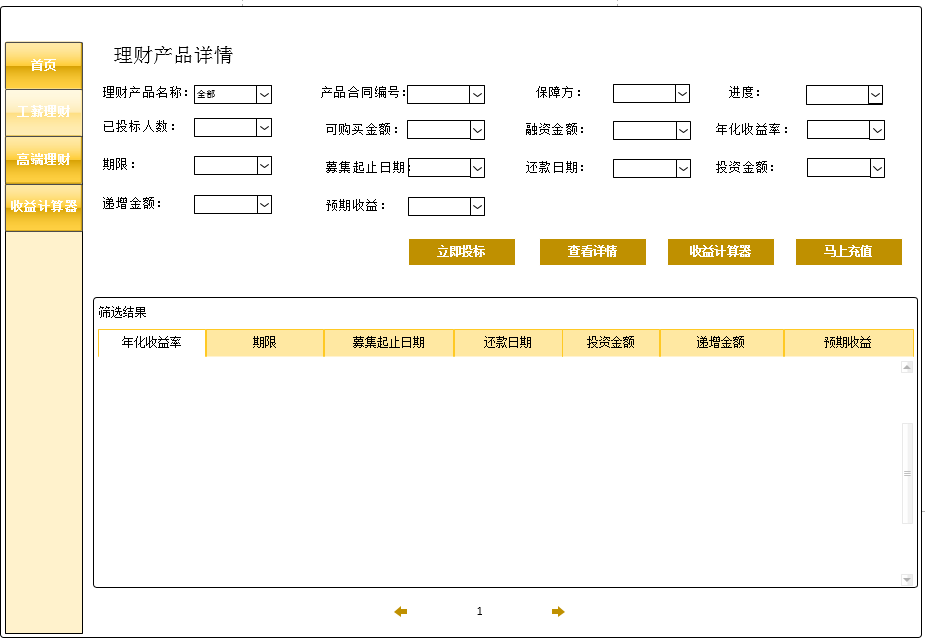 首页
工薪理财
高端理财
收益计算器
理财产品详情
理财产品名称： 全部 产品合同编号： 保障方： 进度：
已投标人数： 可购买金额： 融资金额： 年化收益率：
期限： 募集起止日期： 还款日期： 投资金额：
递增金额： 预期收益：
立即投标 查看详情 收益计算器 马上充值
筛选结果
年化收益率 期限 募集起止日期 还款日期 投资金额 递增金额 预期收益
1